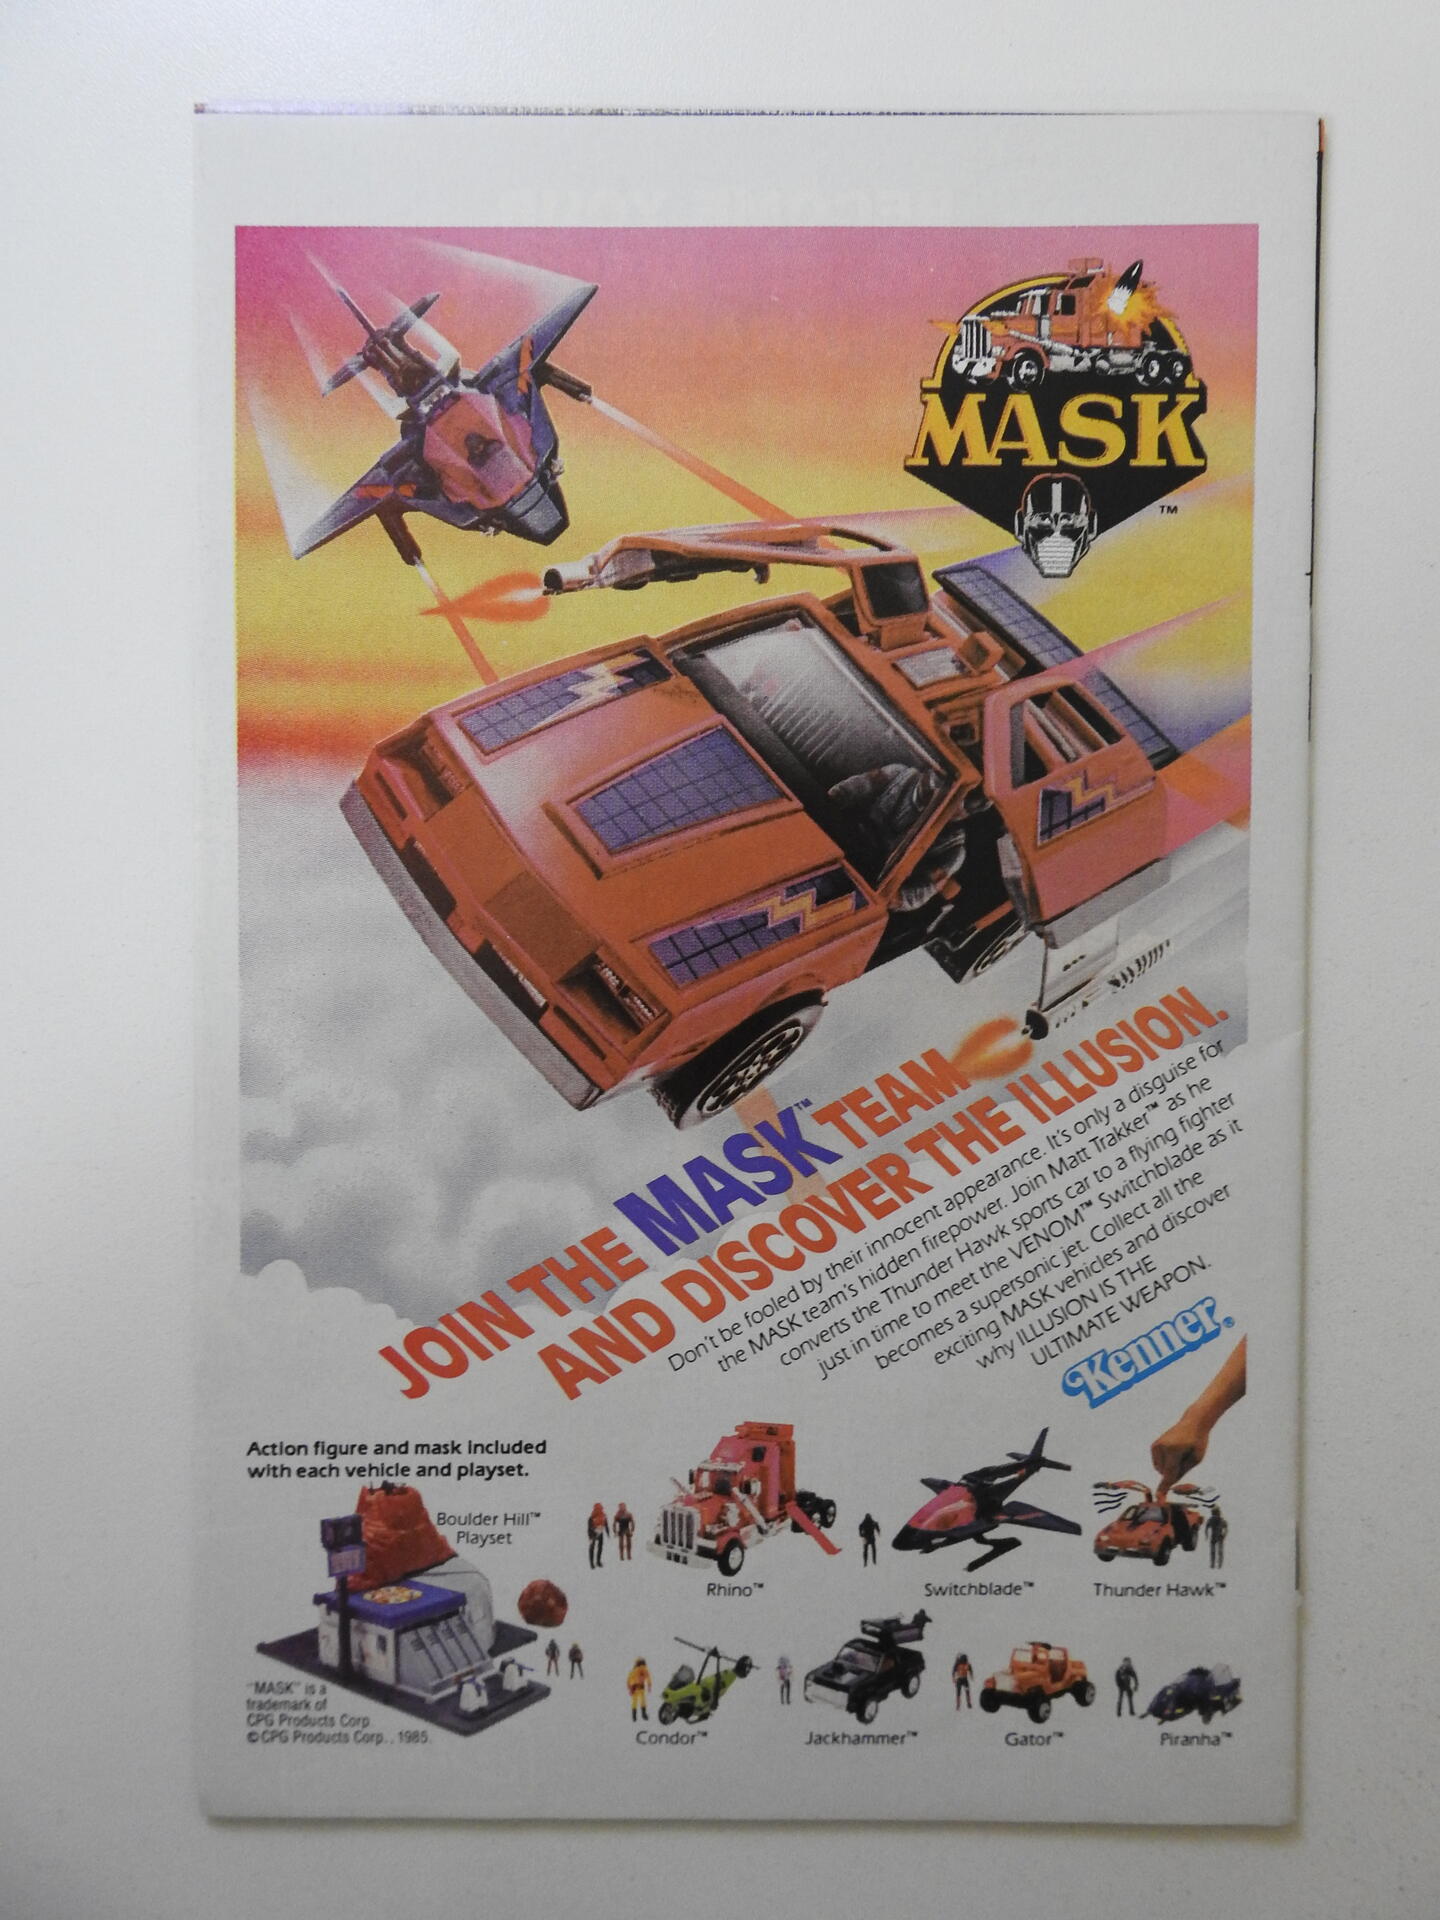 MASK
™
JOIN THE MASK™ TEAM
AND DISCOVER THE ILLUSION.
Don't be fooled by their innocent appearance. It's only a disguise for
the MASK team's hidden firepower. Join Matt Trakker™ as he
converts the Thunder Hawk sports car to a flying fighter
just in time to meet the VENOM™ Switchblade as it
becomes a supersonic jet. Collect all the
exciting MASK vehicles and discover
why ILLUSION IS THE
ULTIMATE WEAPON.
Kenner®
Action figure and mask included
with each vehicle and playset.
Boulder Hill™
Playset
Rhino™
Switchblade™
Thunder Hawk™
Condor™
Jackhammer™
Gator™
Piranha™
"MASK" is a
trademark of
CPG Products Corp.
©CPG Products Corp., 1985.